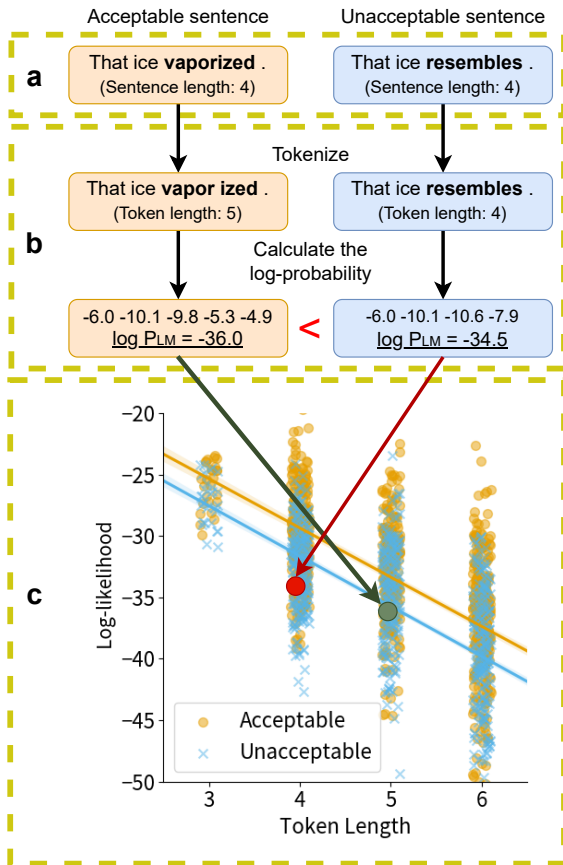 Acceptable sentence Unacceptable sentence
a
That ice vaporized . That ice resembles .
(Sentence length: 4) (Sentence length: 4)
Tokenize
That ice vapor ized . That ice resembles .
(Token length: 5) (Token length: 4)
b
Calculate the
log-probability
-6.0 -10.1 -9.8 -5.3 -4.9 < -6.0 -10.1 -10.6 -7.9
log PLM = -36.0 log PLM = -34.5
c
−20
−25
−30
−35
−40
−45
−50
Log-likelihood
Acceptable
Unacceptable
3 4 5 6
Token Length